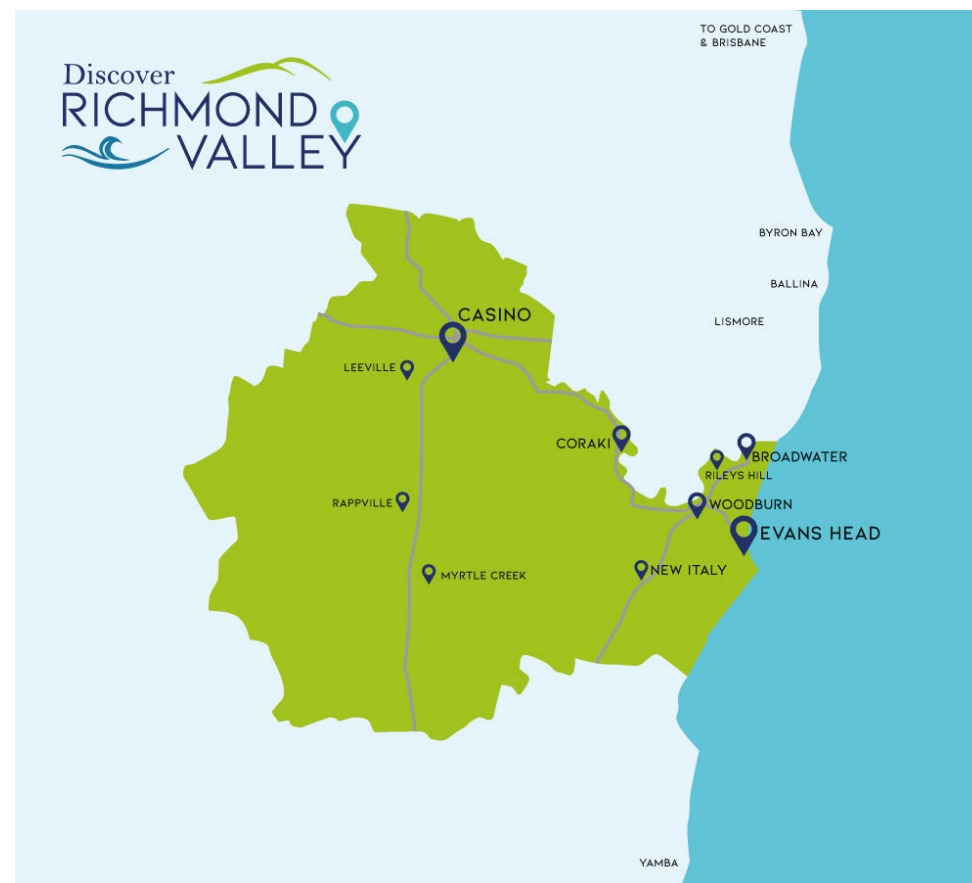 TO GOLD COAST
& BRISBANE
Discover
RICHMOND
VALLEY
BYRON BAY
BALLINA
LISMORE
CASINO
LEEVILLE
CORAKI
BROADWATER
RILEYS HILL
RAPPVILLE
WOODBURN
EVANS HEAD
NEW ITALY
MYRTLE CREEK
YAMBA